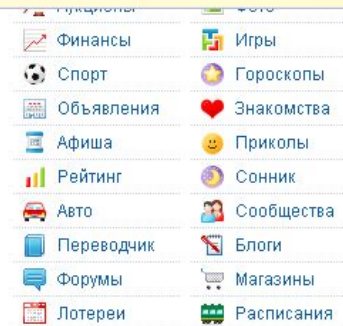 Финансы Игры
Спорт Гороскопы
Объявления Знакомства
Афиша Приколы
Рейтинг Сонник
Авто Сообщества
Переводчик Блоги
Форумы Магазины
Лотереи Расписания